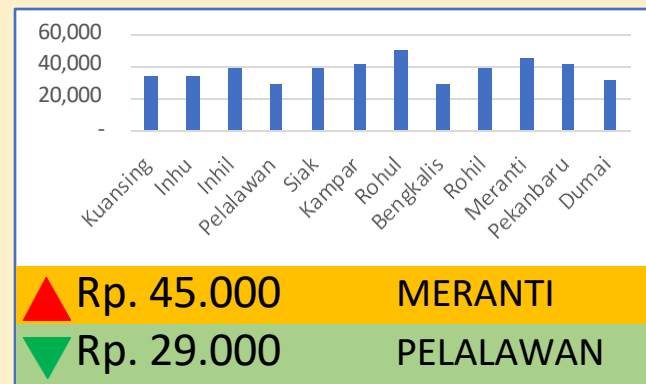 60,000
40,000
20,000
-
Kuansing
Inhu
Inhil
Pelalawan
Siak
Kampar
Rohul
Bengkalis
Rohil
Meranti
Pekanbaru
Dumai
Rp. 45.000 MERANTI
Rp. 29.000 PELALAWAN